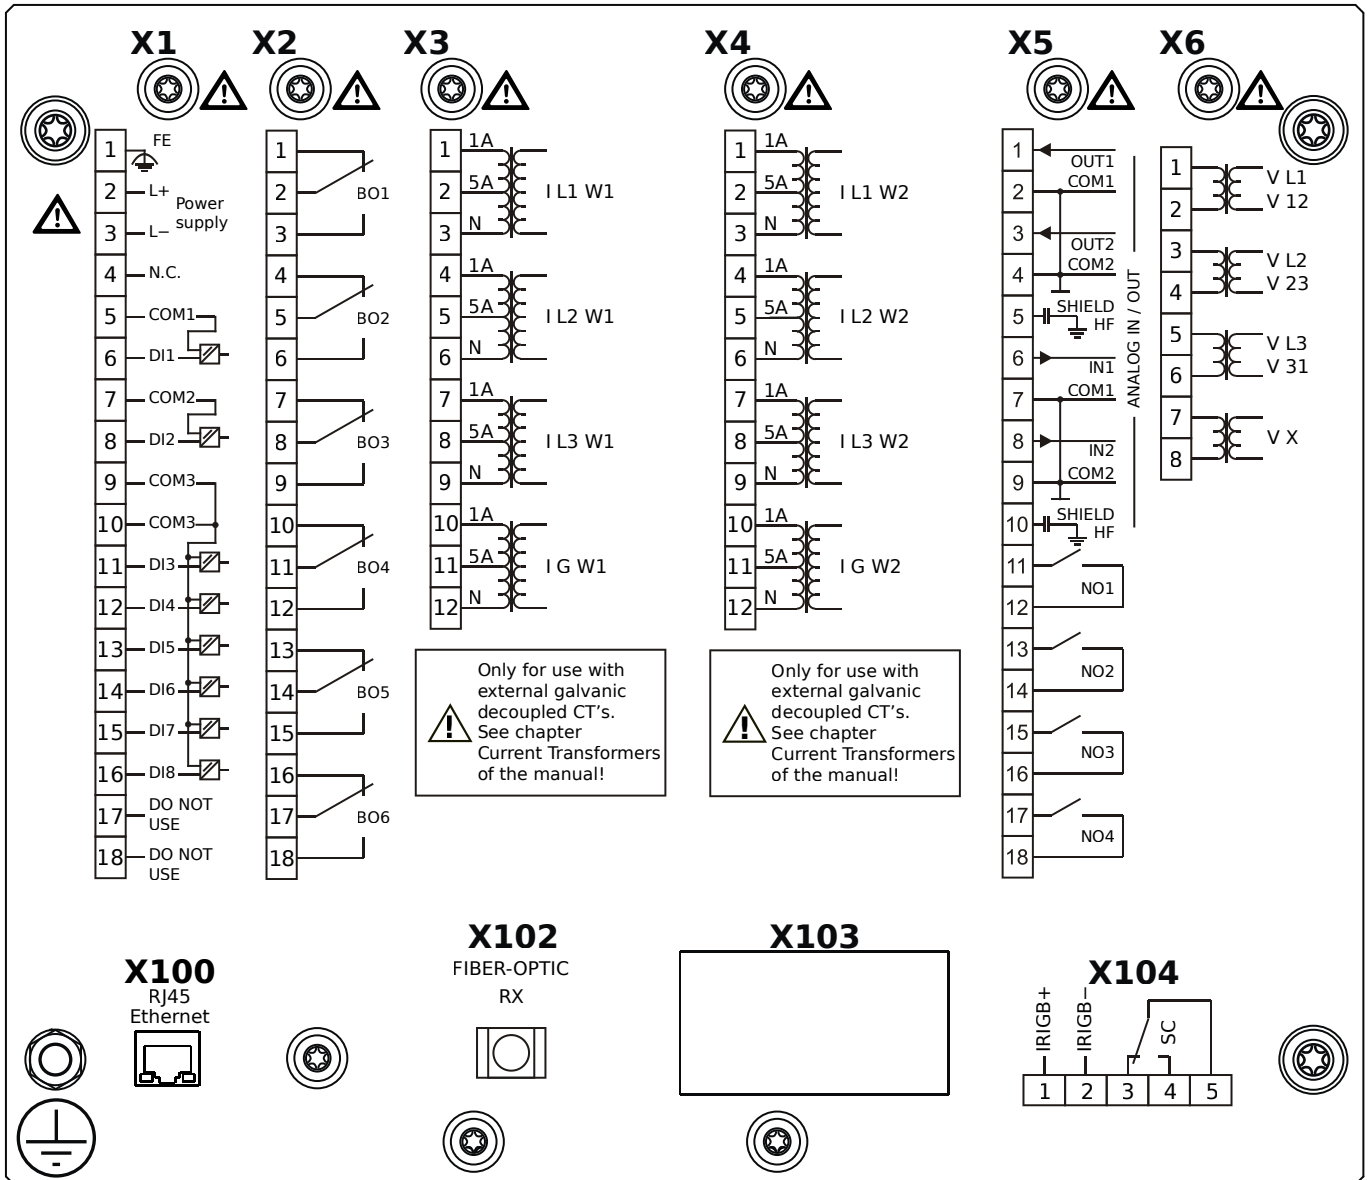 X1
X2
X3
X4
X5
X6
1
FE
2
L+
Power
supply
3
L−
4
N.C.
5
COM1
6
DI1
7
COM2
8
DI2
9
COM3
10
COM3
11
DI3
12
DI4
13
DI5
14
DI6
15
DI7
16
DI8
17
DO NOT
USE
18
DO NOT
USE
1
2
BO1
3
4
5
BO2
6
7
8
BO3
9
10
11
BO4
12
13
14
BO5
15
16
17
BO6
18
1
1A
2
5A
I L1 W1
3
N
4
1A
5
5A
I L2 W1
6
N
7
1A
8
5A
I L3 W1
9
N
10
1A
11
5A
I G W1
12
N
Only for use with
external galvanic
decoupled CT's.
See chapter
Current Transformers
of the manual!
1
1A
2
5A
I L1 W2
3
N
4
1A
5
5A
I L2 W2
6
N
7
1A
8
5A
I L3 W2
9
N
10
1A
11
5A
I G W2
12
N
Only for use with
external galvanic
decoupled CT's.
See chapter
Current Transformers
of the manual!
1
OUT1
2
COM1
3
OUT2
4
COM2
5
SHIELD
HF
6
IN1
7
COM1
8
IN2
9
COM2
10
SHIELD
HF
ANALOG IN / OUT
11
NO1
12
13
NO2
14
15
NO3
16
17
NO4
18
1
V L1
2
V 12
3
V L2
4
V 23
5
V L3
6
V 31
7
V X
8
X100
RJ45
Ethernet
X102
FIBER-OPTIC
RX
X103
X104
IRIGB+
IRIGB−
SC
1 2 3 4 5